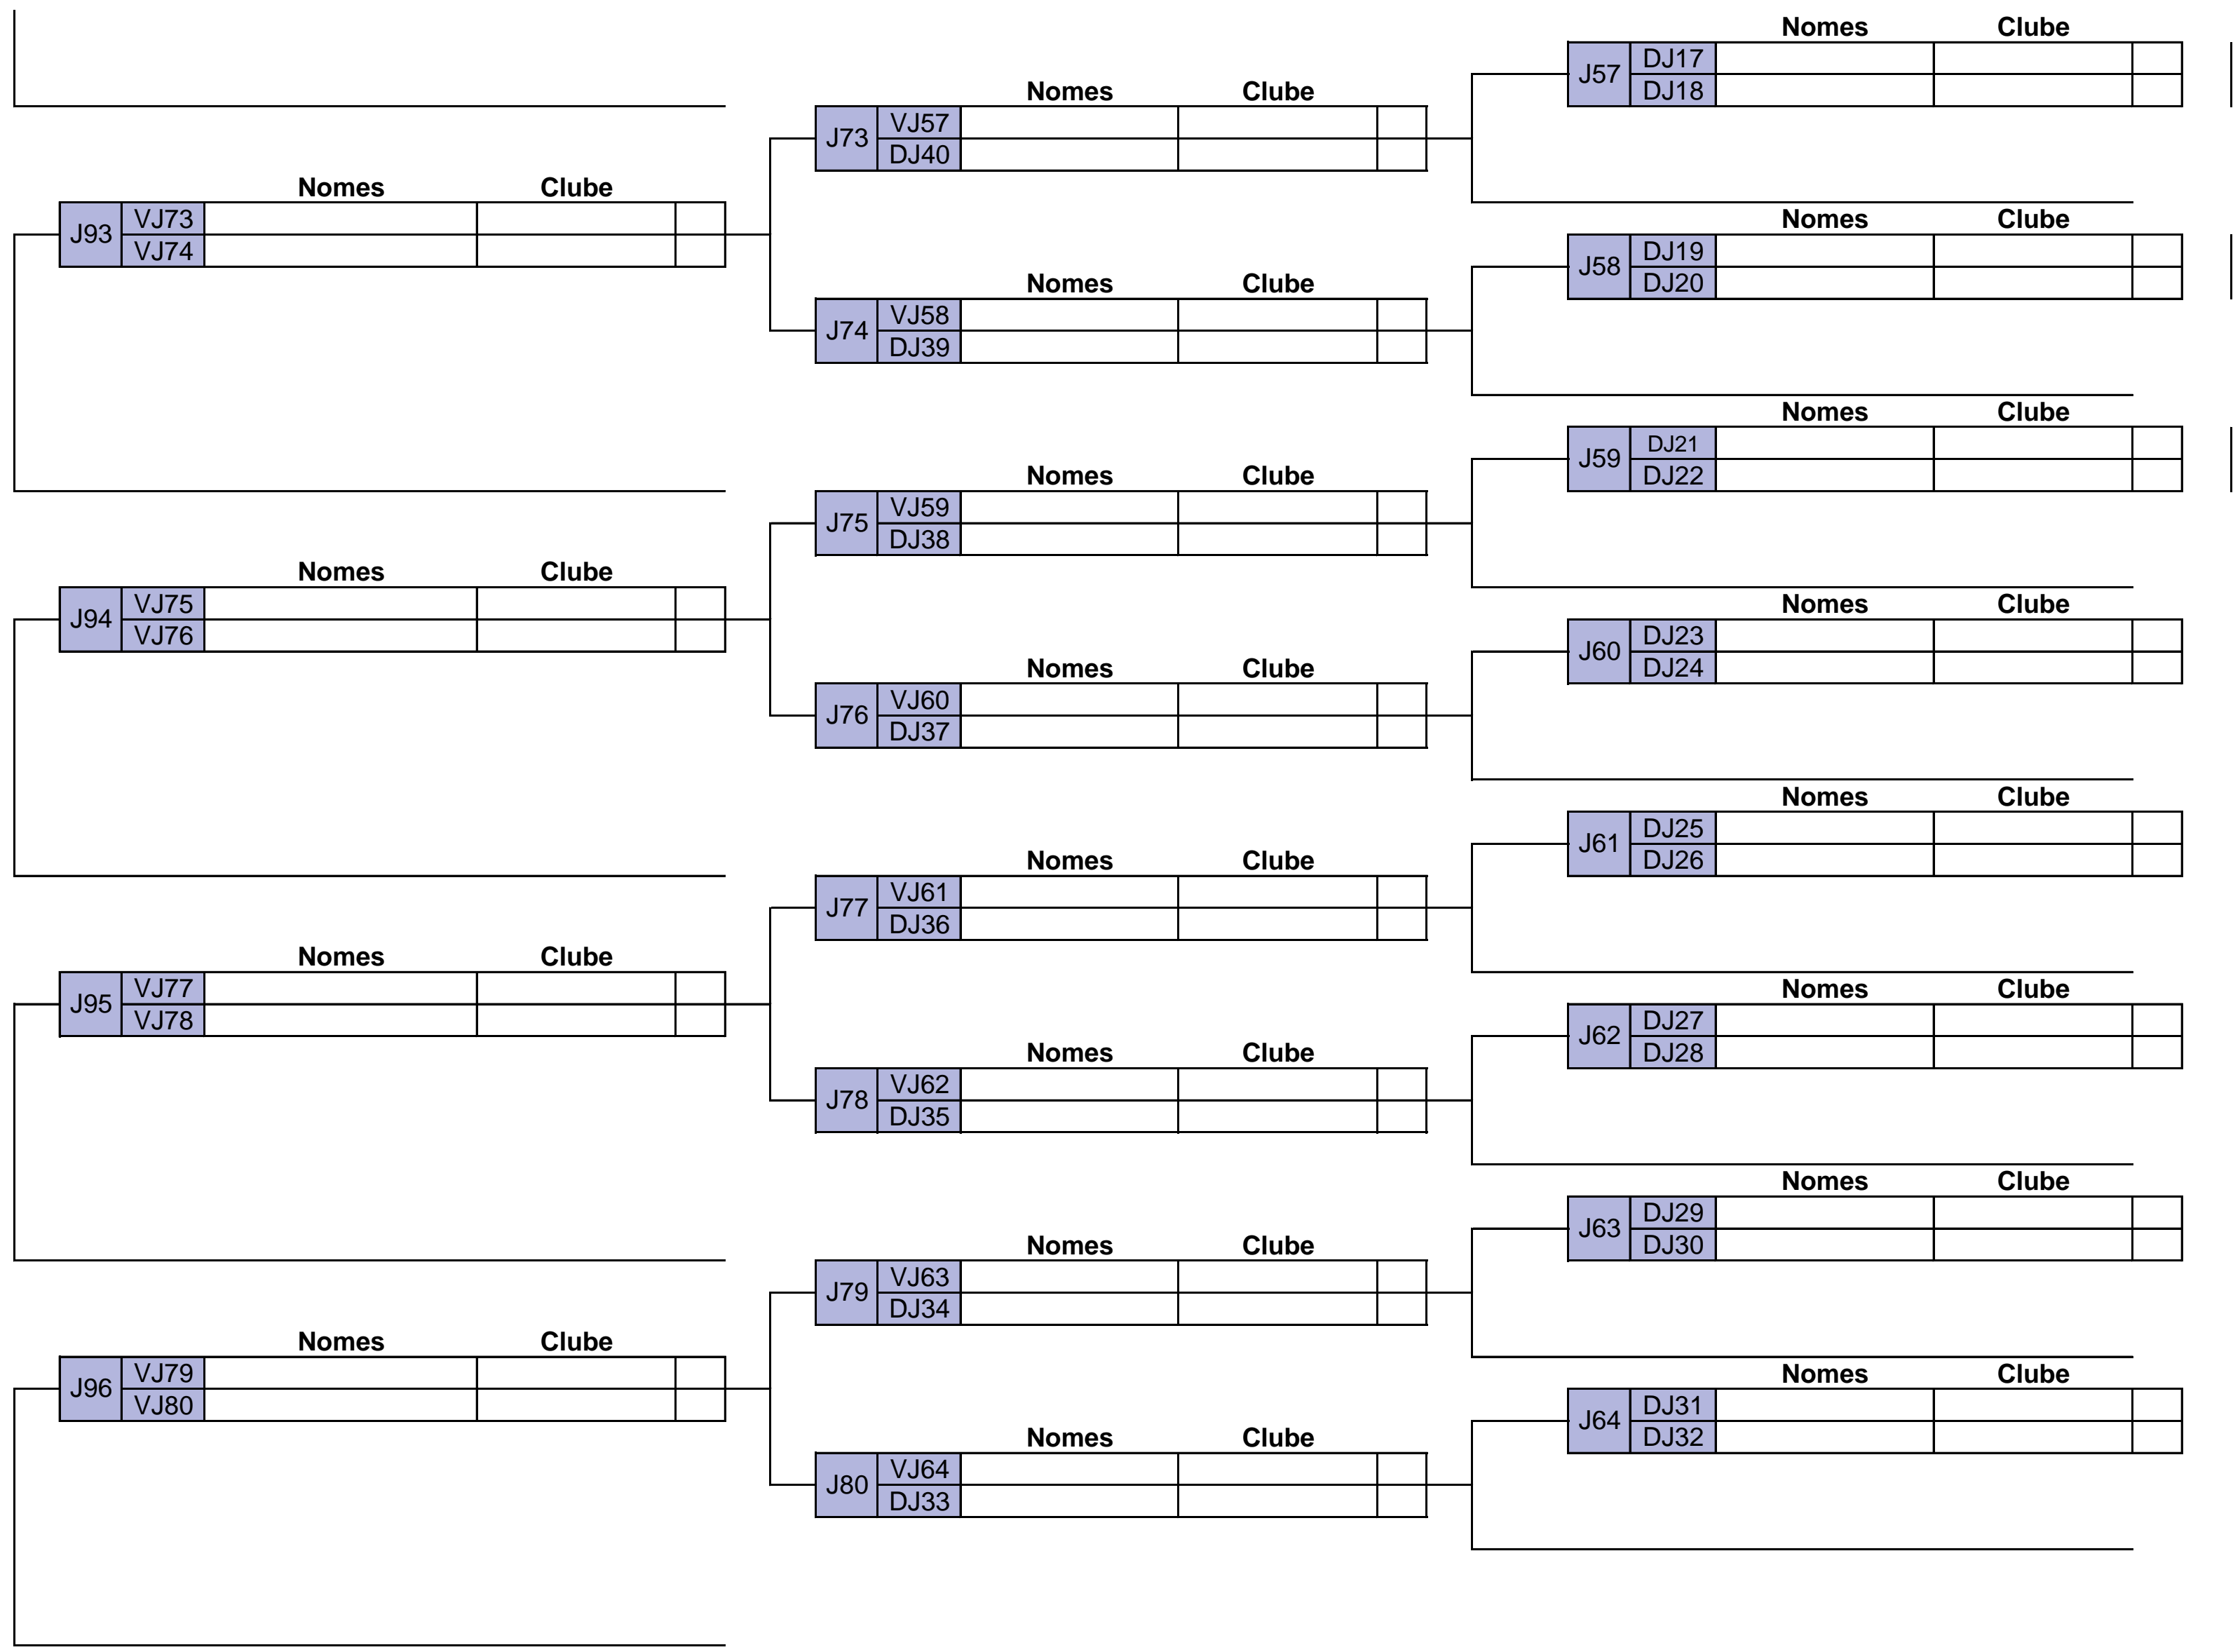 Nomes Clube
J57 DJ17
DJ18
Nomes Clube
J73 VJ57
DJ40
Nomes Clube
J93 VJ73
VJ74
Nomes Clube
J58 DJ19
DJ20
Nomes Clube
J74 VJ58
DJ39
Nomes Clube
J59 DJ21
DJ22
Nomes Clube
J75 VJ59
DJ38
Nomes Clube
J94 VJ75
VJ76
Nomes Clube
J60 DJ23
DJ24
Nomes Clube
J76 VJ60
DJ37
Nomes Clube
J61 DJ25
DJ26
Nomes Clube
J77 VJ61
DJ36
Nomes Clube
J95 VJ77
VJ78
Nomes Clube
J62 DJ27
DJ28
Nomes Clube
J78 VJ62
DJ35
Nomes Clube
J63 DJ29
DJ30
Nomes Clube
J79 VJ63
DJ34
Nomes Clube
J96 VJ79
VJ80
Nomes Clube
J64 DJ31
DJ32
Nomes Clube
J80 VJ64
DJ33